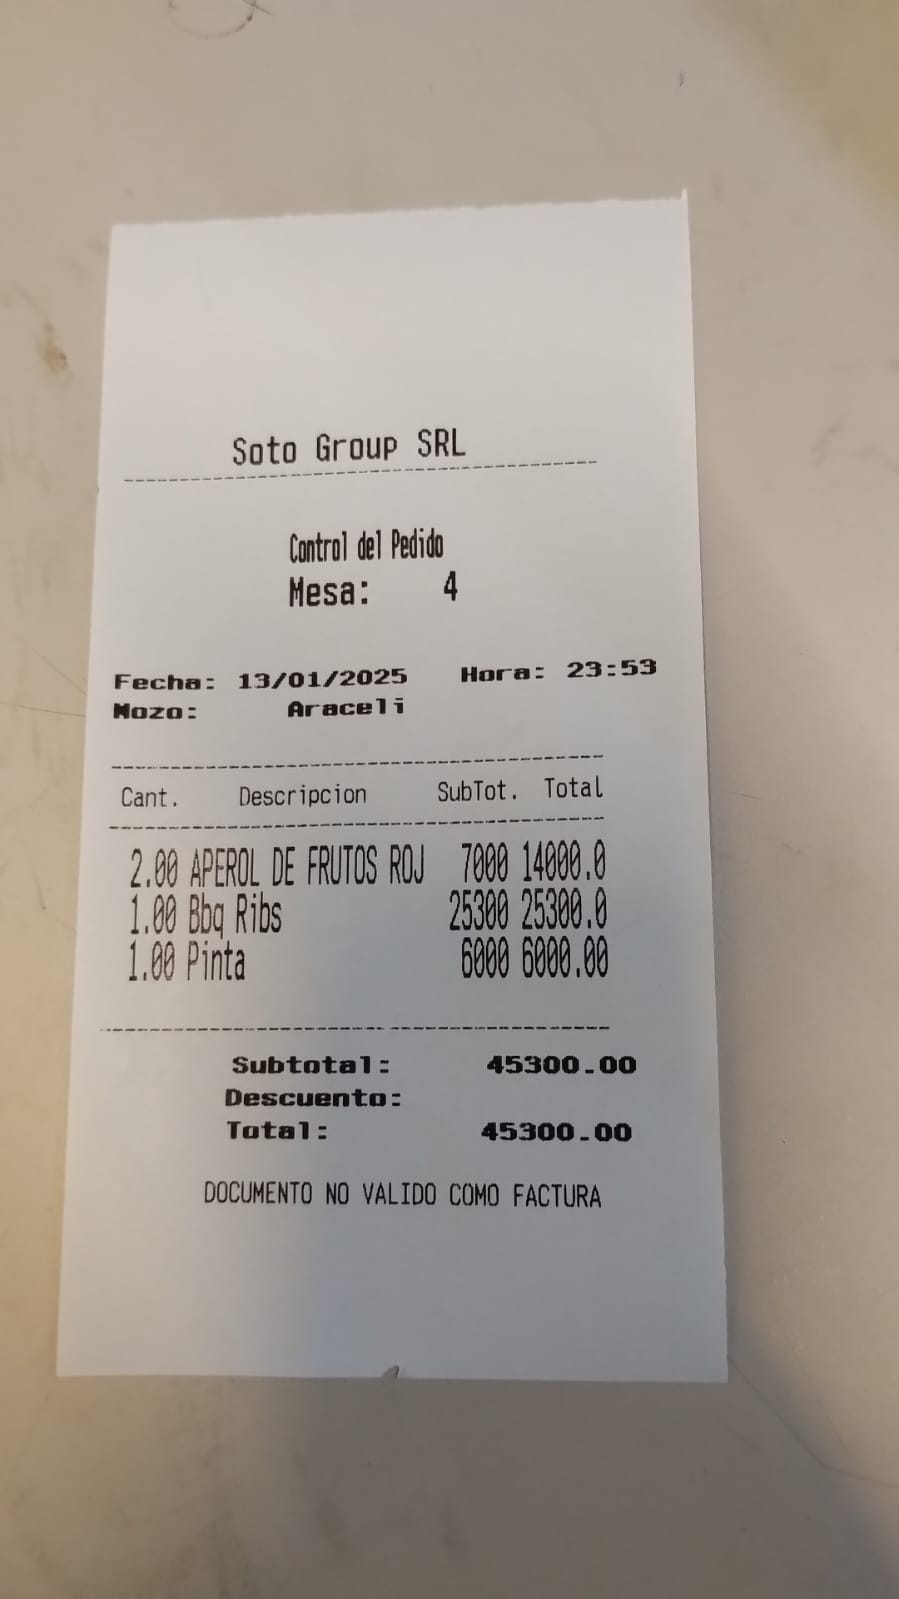 Soto Group SRL
Control del Pedido
Mesa: 4
Fecha: 13/01/2025 Hora: 23:53
Mozo: Araceli
Cant. Descripcion SubTot. Total
2.00 APEROL DE FRUTOS ROJ 7000 14000.0
1.00 Bbq Ribs 25300 25300.0
1.00 Pinta 6000 6000.00
Subtotal: 45300.00
Descuento:
Total: 45300.00
DOCUMENTO NO VALIDO COMO FACTURA